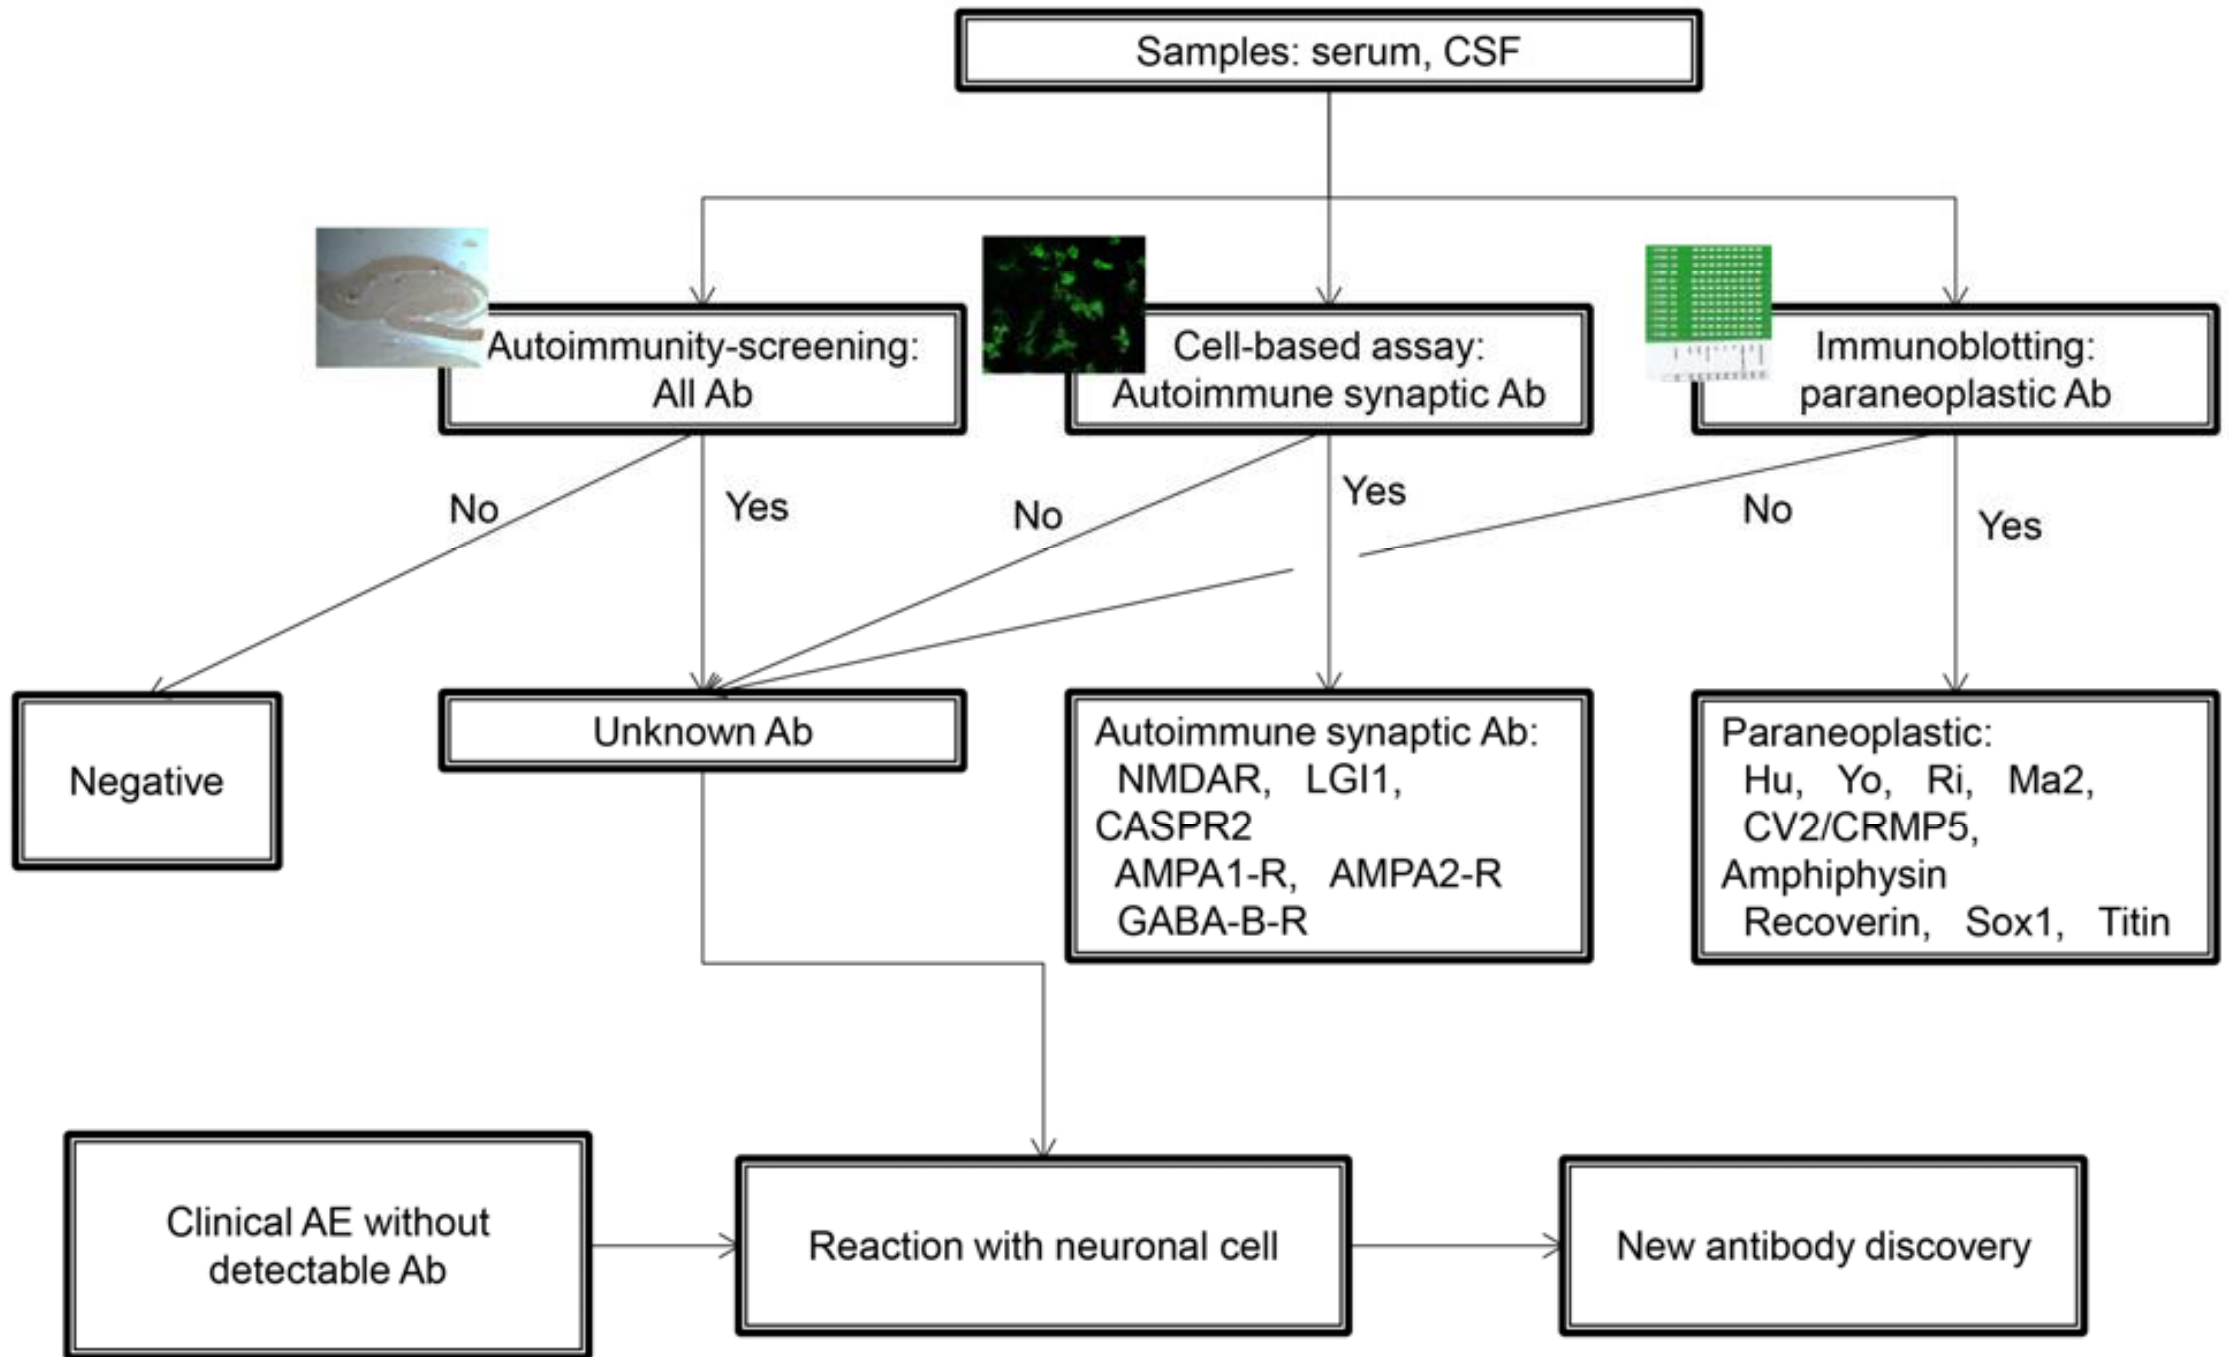 Samples: serum, CSF
Autoimmunity-screening:
All Ab
Cell-based assay:
Autoimmune synaptic Ab
Immunoblotting:
paraneoplastic Ab
No
Yes
No
Yes
No
Yes
Negative
Unknown Ab
Autoimmune synaptic Ab:
NMDAR, LGI1,
CASPR2
AMPA1-R, AMPA2-R
GABA-B-R
Paraneoplastic:
Hu, Yo, Ri, Ma2,
CV2/CRMP5,
Amphiphysin
Recoverin, Sox1, Titin
Clinical AE without
detectable Ab
Reaction with neuronal cell
New antibody discovery